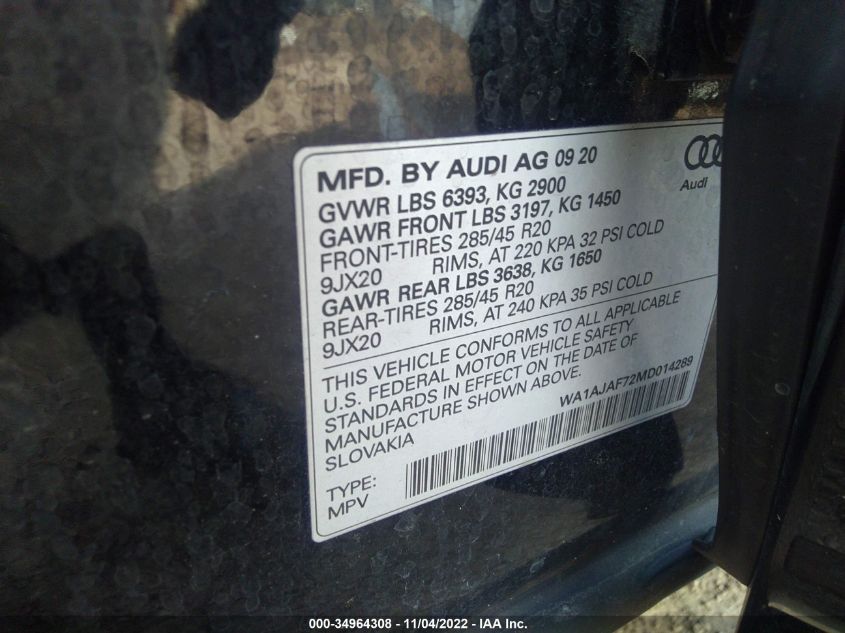 MFD. BY AUDI AG 09 20
Audi
GVWR LBS 6393, KG 2900
GAWR FRONT LBS 3197, KG 1450
FRONT-TIRES 285/45 R20
9JX20 RIMS, AT 220 KPA 32 PSI COLD
GAWR REAR LBS 3638, KG 1650
REAR-TIRES 285/45 R20
9JX20 RIMS, AT 240 KPA 35 PSI COLD
THIS VEHICLE CONFORMS TO ALL APPLICABLE
U.S. FEDERAL MOTOR VEHICLE SAFETY
STANDARDS IN EFFECT ON THE DATE OF
MANUFACTURE SHOWN ABOVE.
SLOVAKIA
WA1AJAF72MD014289
TYPE:
MPV
000-34964308 - 11/04/2022 - IAA Inc.